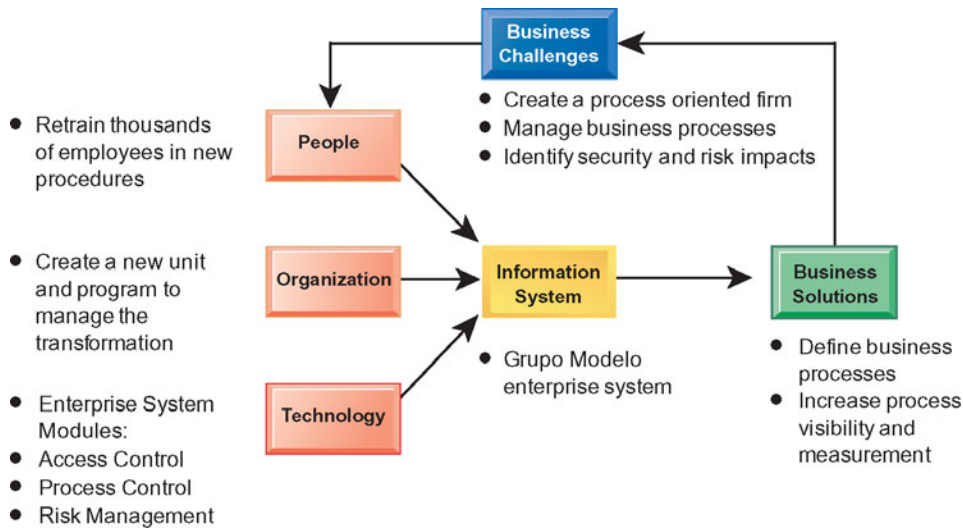 Business
Challenges
• Create a process oriented firm
• Manage business processes
• Identify security and risk impacts
• Retrain thousands
of employees in new
procedures
People
• Create a new unit
and program to
manage the
transformation
Organization
Information
System
Business
Solutions
• Grupo Modelo
enterprise system
• Define business
processes
• Increase process
visibility and
measurement
• Enterprise System
Modules:
• Access Control
• Process Control
• Risk Management
Technology